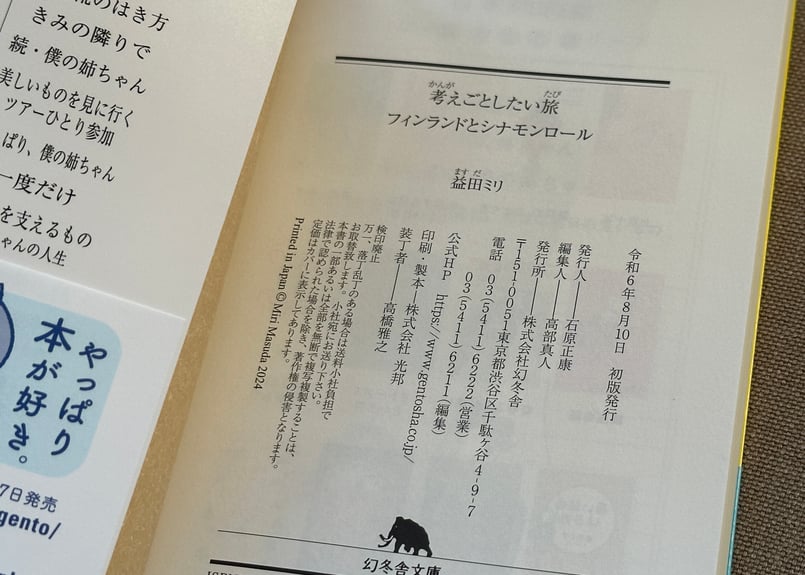 のはき方
きみの隣りで
続・僕の姉ちゃん
美しいものを見に行く
ツアーひとり参加
ぱり、僕の姉ちゃん
一度だけ
を支えるもの
ゃんの人生
やっぱり
本が好き。
7日発売
gento/
かんが たび
考えごとしたい旅
フィンランドとシナモンロール
ますだ
益田ミリ
令和6年8月10日 初版発行
発行人――石原正康
編集人――高部真人
発行所――株式会社幻冬舎
〒151-0051東京都渋谷区千駄ヶ谷4-9-7
電話 03(5411)6222(営業)
03(5411)6211(編集)
公式HP https://www.gentosha.co.jp/
印刷・製本――株式会社 光邦
装丁者――高橋雅之
検印廃止
万一、落丁乱丁のある場合は送料小社負担で
お取替致します。小社宛にお送り下さい。
本書の一部あるいは全部を無断で複写複製することは、
法律で認められた場合を除き、著作権の侵害となります。
定価はカバーに表示してあります。
Printed in Japan © Miri Masuda 2024
幻冬舎文庫